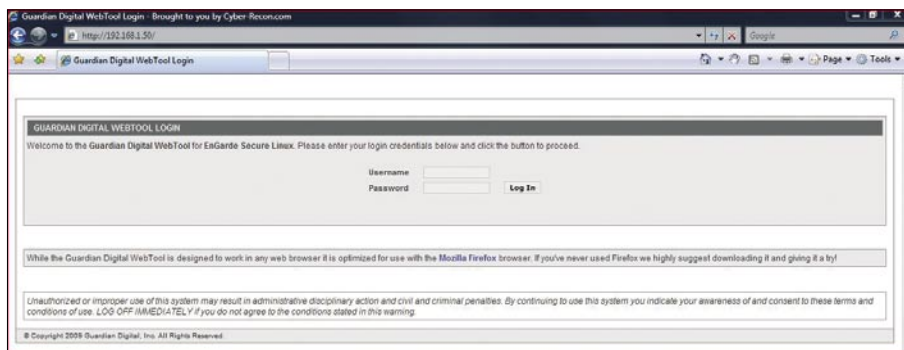 Guardian Digital WebTool Login - Brought to you by Cyber-Recon.com
http://192.168.1.50/
Google
Guardian Digital WebTool Login
Page
Tools
GUARDIAN DIGITAL WEBTOOL LOGIN
Welcome to the Guardian Digital WebTool for EnGarde Secure Linux. Please enter your login credentials below and click the button to proceed.
Username
Password
Log In
While the Guardian Digital WebTool is designed to work in any web browser it is optimized for use with the Mozilla Firefox browser. If you've never used Firefox we highly suggest downloading it and giving it a try!
Unauthorized or improper use of this system may result in administrative disciplinary action and civil and criminal penalties. By continuing to use this system you indicate your awareness of and consent to these terms and
conditions of use. LOG OFF IMMEDIATELY if you do not agree to the conditions stated in this warning.
© Copyright Guardian Digital, Inc. All Rights Reserved.